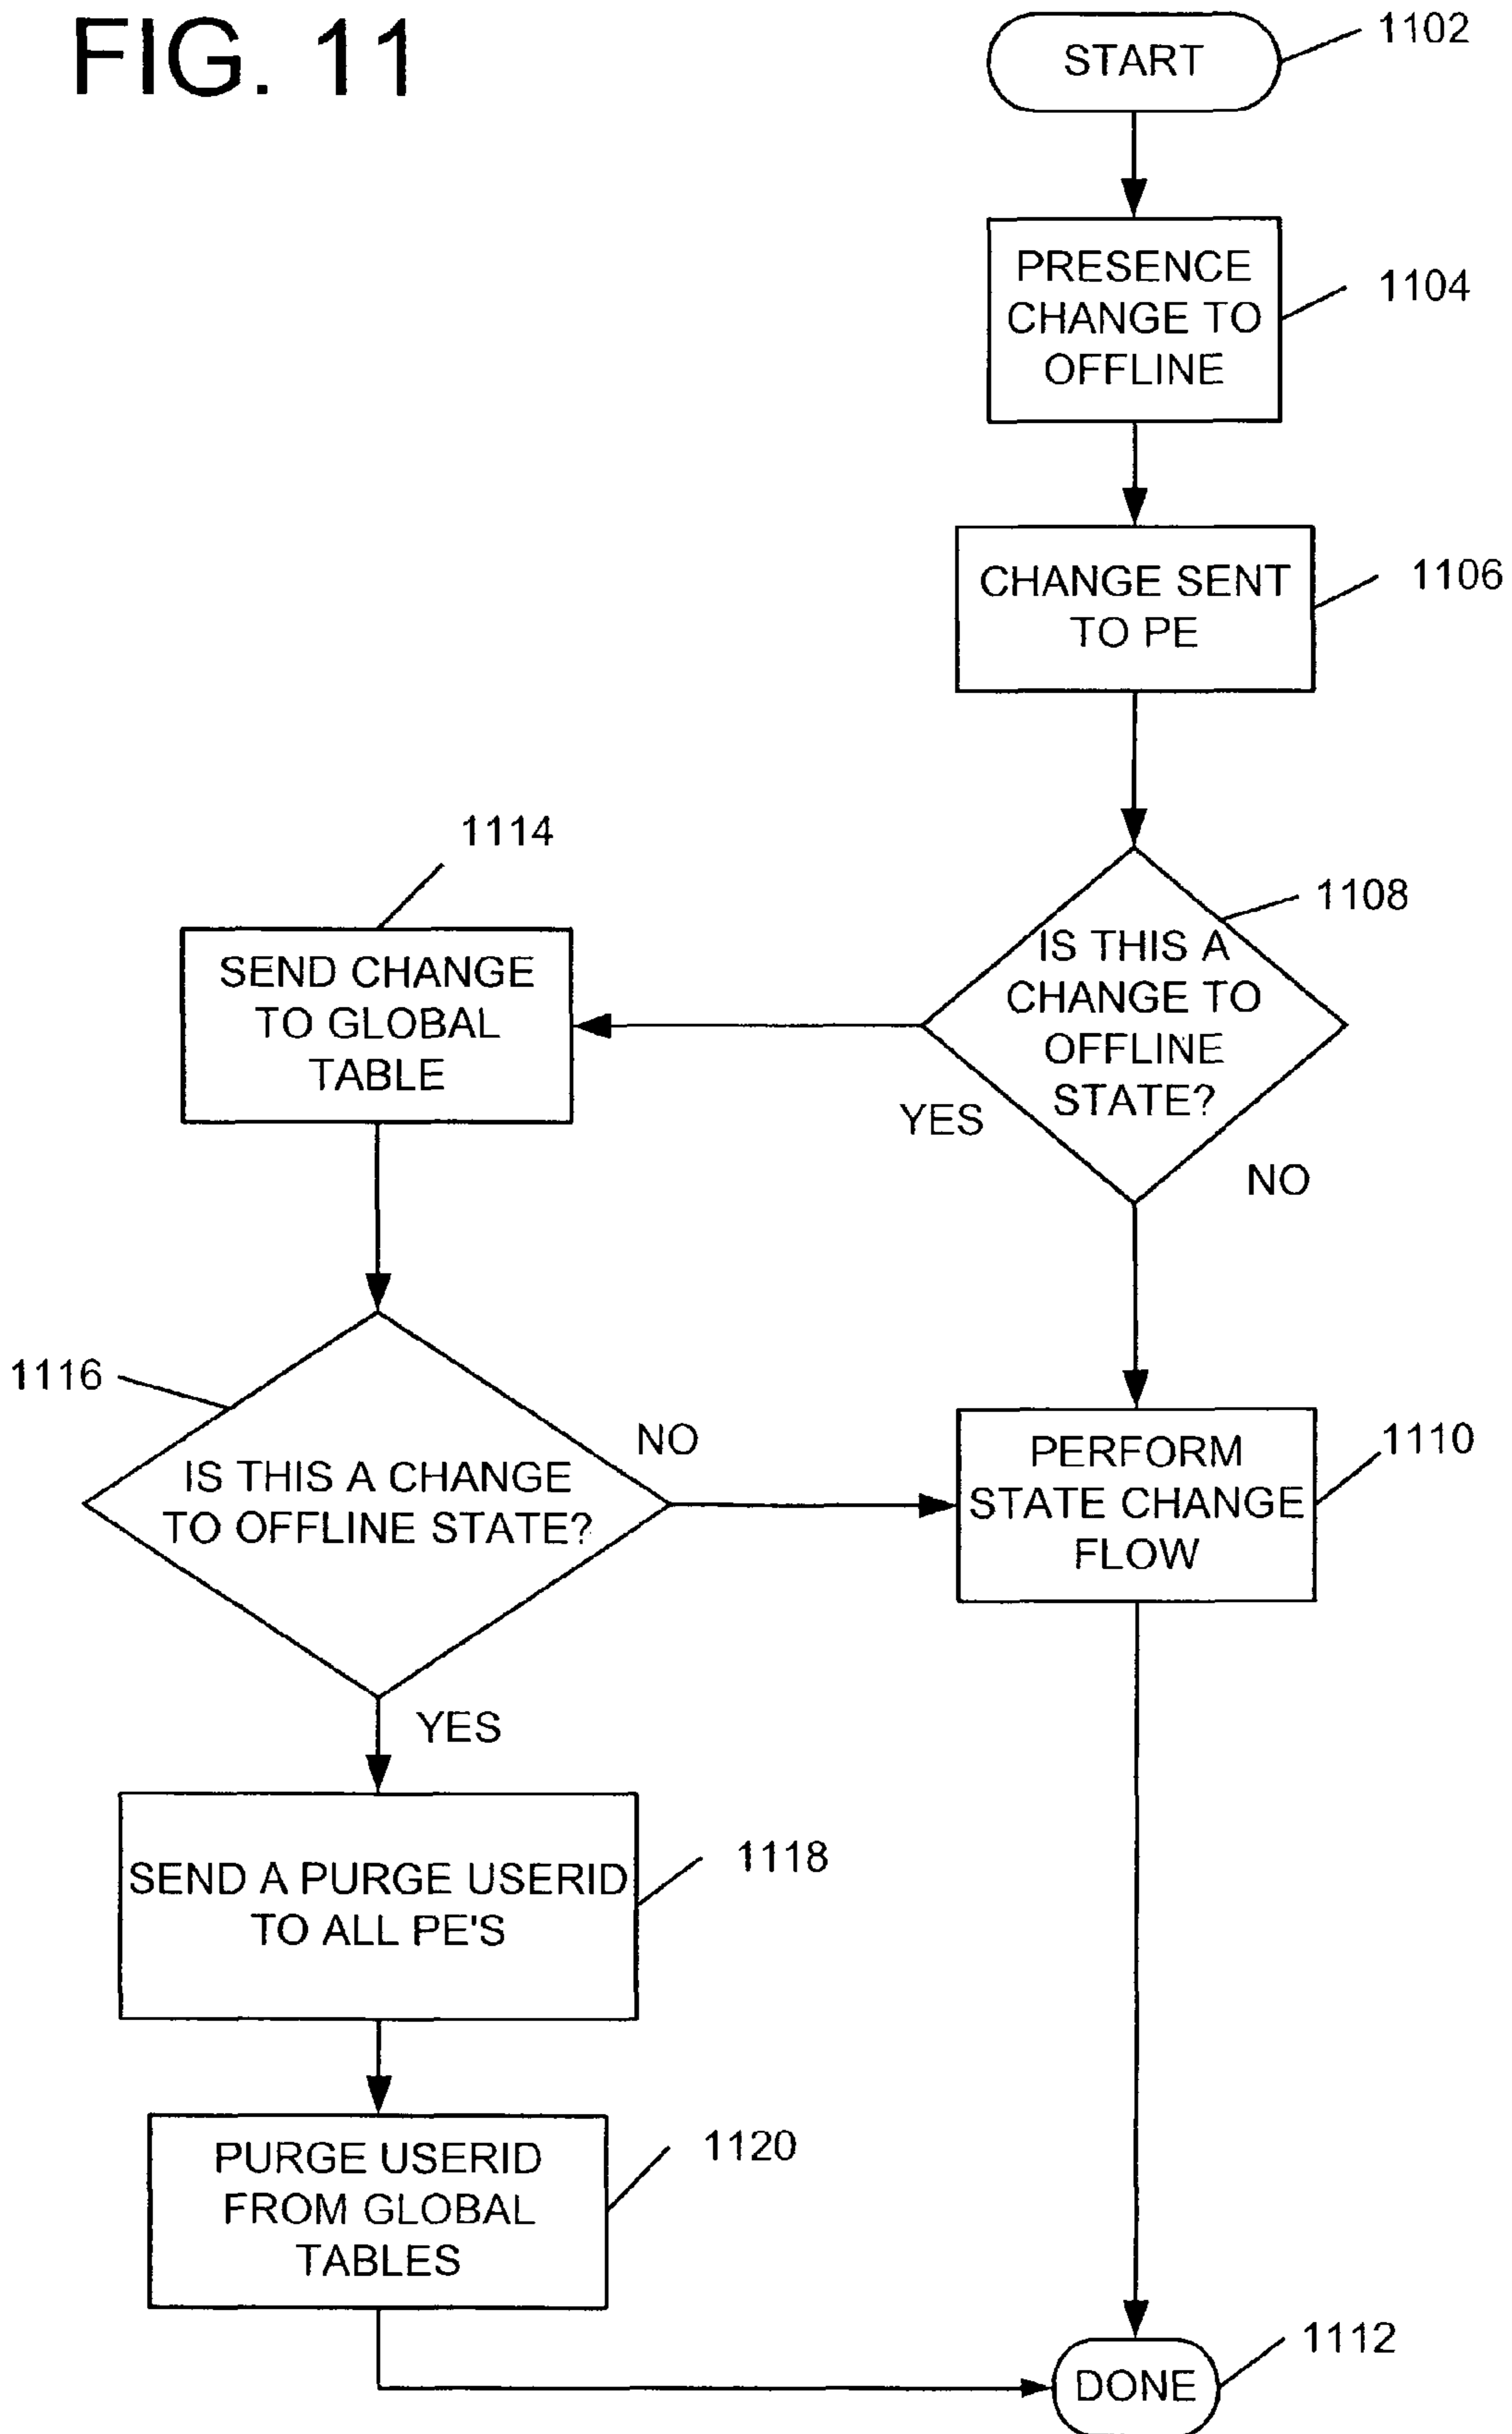 FIG. 11
START
1102
PRESENCE
CHANGE TO
OFFLINE
1104
CHANGE SENT
TO PE
1106
1114
SEND CHANGE
TO GLOBAL
TABLE
1108
IS THIS A
CHANGE TO
OFFLINE
STATE?
YES
NO
1116
IS THIS A CHANGE
TO OFFLINE STATE?
NO
YES
PERFORM
STATE CHANGE
FLOW
1110
SEND A PURGE USERID
TO ALL PE'S
1118
PURGE USERID
FROM GLOBAL
TABLES
1120
DONE
1112